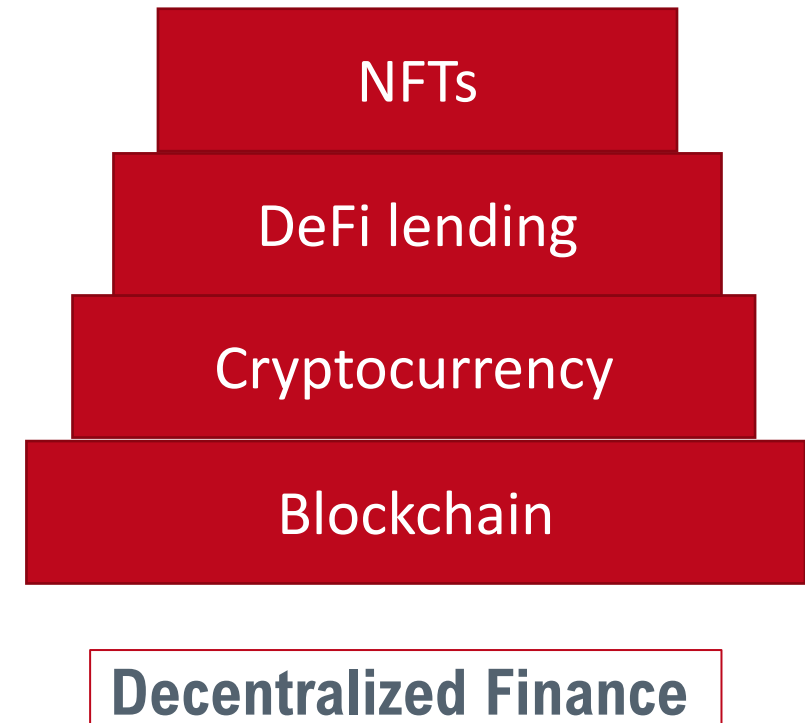 NFTs
DeFi lending
Cryptocurrency
Blockchain
Decentralized Finance